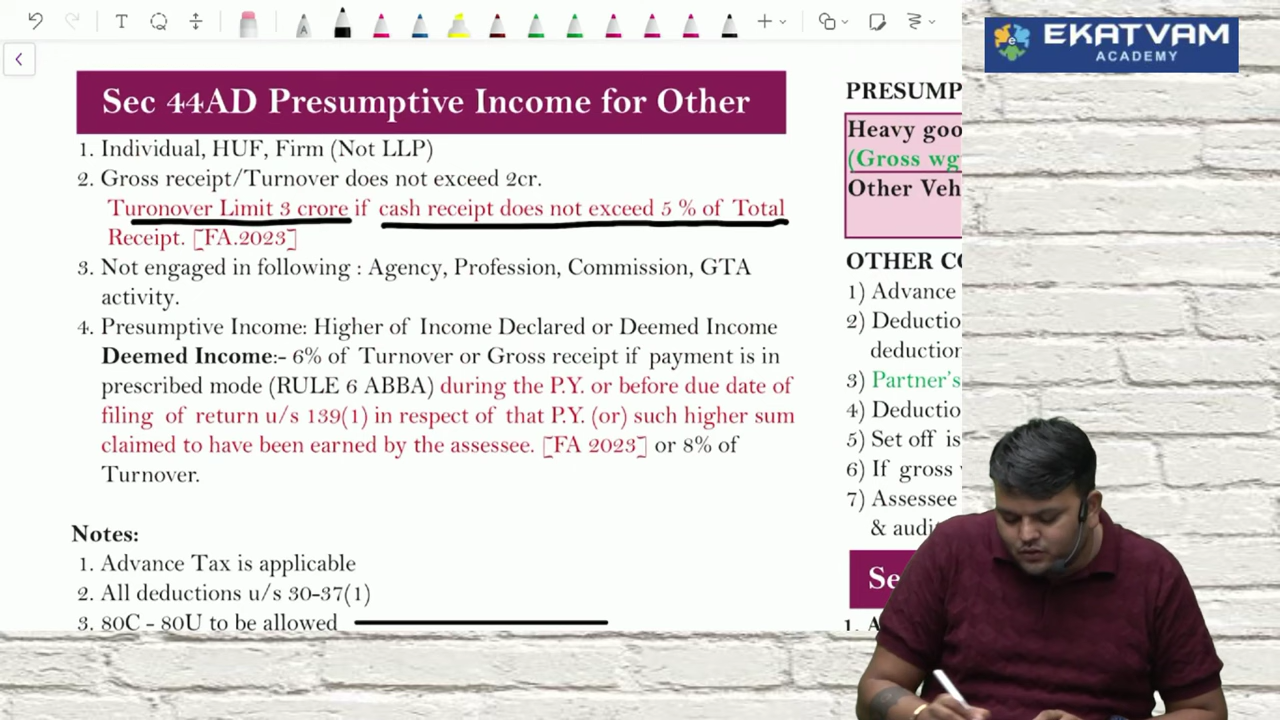 EKATVAM
ACADEMY
Sec 44AD Presumptive Income for Other
1. Individual, HUF, Firm (Not LLP)
2. Gross receipt/Turnover does not exceed 2cr.
Turonover Limit 3 crore if cash receipt does not exceed 5 % of Total
Receipt. [FA.2023]
3. Not engaged in following : Agency, Profession, Commission, GTA
activity.
4. Presumptive Income: Higher of Income Declared or Deemed Income
Deemed Income:- 6% of Turnover or Gross receipt if payment is in
prescribed mode (RULE 6 ABBA) during the P.Y. or before due date of
filing of return u/s 139(1) in respect of that P.Y. (or) such higher sum
claimed to have been earned by the assessee. [FA 2023] or 8% of
Turnover.
Notes:
1. Advance Tax is applicable
2. All deductions u/s 30-37(1)
3. 80C - 80U to be allowed
PRESUMP
Heavy goo
(Gross wg
Other Veh
OTHER CO
1) Advance
2) Deductio
deduction
3) Partner's
4) Deductio
5) Set off is
6) If gross
7) Assessee
& audi
Se
1. A